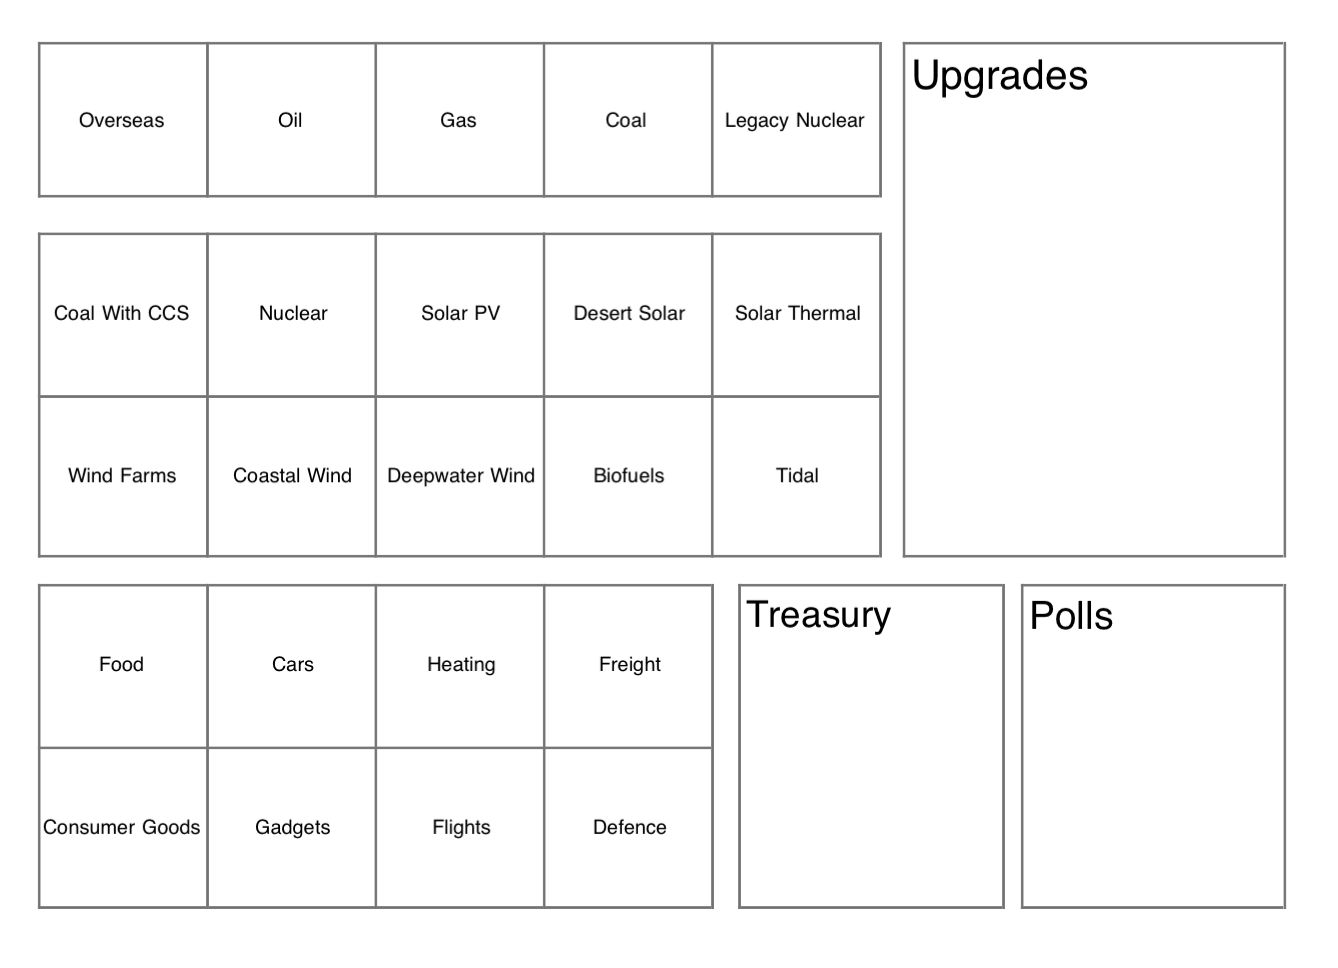 Overseas
Oil
Gas
Coal
Legacy Nuclear
Upgrades
Coal With CCS
Nuclear
Solar PV
Desert Solar
Solar Thermal
Wind Farms
Coastal Wind
Deepwater Wind
Biofuels
Tidal
Food
Cars
Heating
Freight
Consumer Goods
Gadgets
Flights
Defence
Treasury
Polls